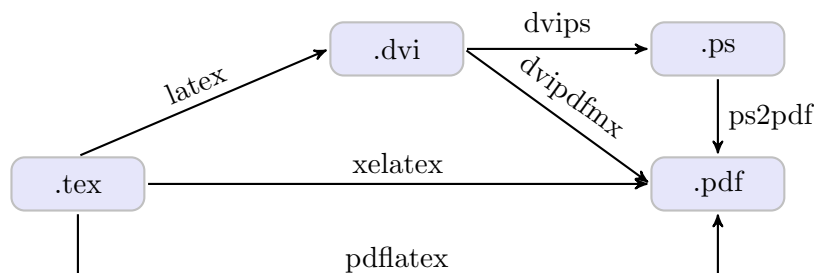 dvips
.dvi
.ps
latex
dvipdfmx
ps2pdf
xelatex
.tex
.pdf
pdflatex